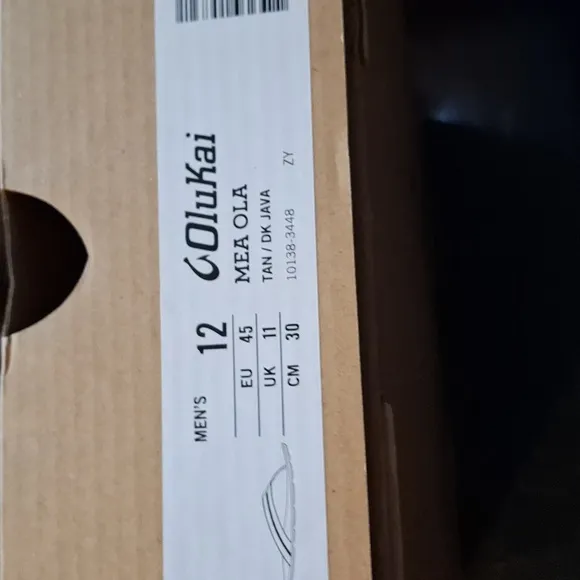 MEN'S 12
EU 45
UK 11
CM 30
OluKai
MEA OLA
TAN / DK JAVA
10138-3448 ZY